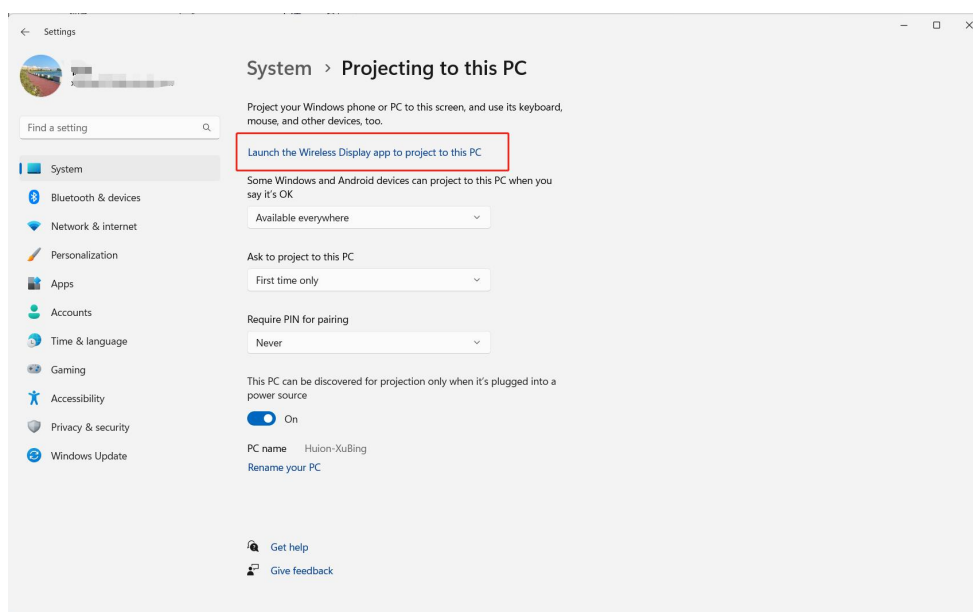 Settings
System > Projecting to this PC
Find a setting
System
Bluetooth & devices
Network & internet
Personalization
Apps
Accounts
Time & language
Gaming
Accessibility
Privacy & security
Windows Update
Project your Windows phone or PC to this screen, and use its keyboard,
mouse, and other devices, too.
Launch the Wireless Display app to project to this PC
Some Windows and Android devices can project to this PC when you
say it's OK
Available everywhere
Ask to project to this PC
First time only
Require PIN for pairing
Never
This PC can be discovered for projection only when it's plugged into a
power source
On
PC name Huion-XuBing
Rename your PC
Get help
Give feedback